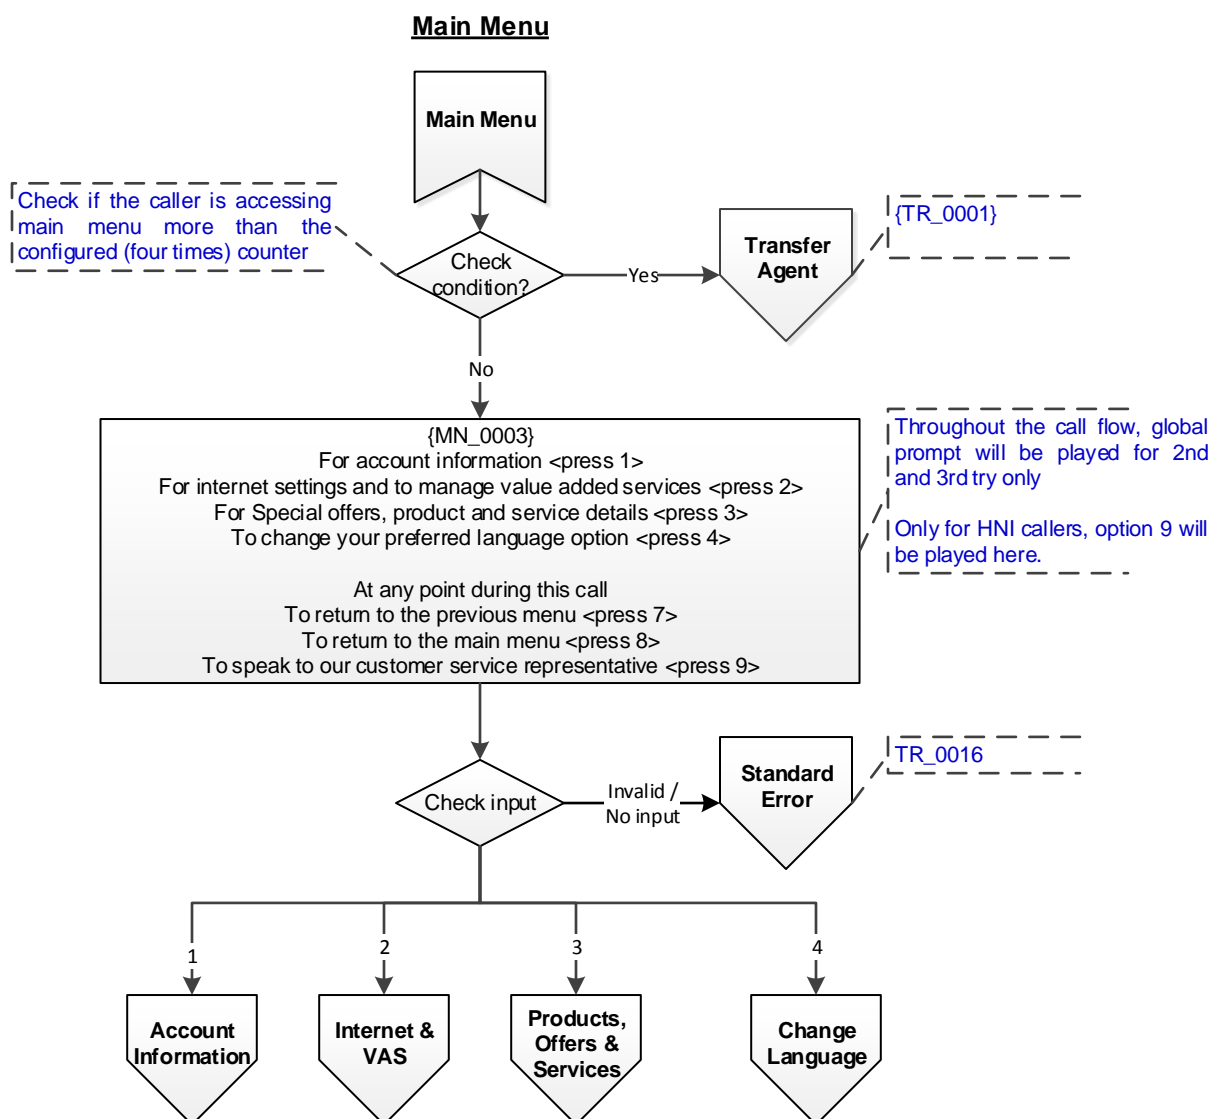 Main Menu
Main Menu
Check if the caller is accessing
main menu more than the
configured (four times) counter
Check
condition?
Yes
Transfer
Agent
{TR_0001}
No
{MN_0003}
For account information <press 1>
For internet settings and to manage value added services <press 2>
For Special offers, product and service details <press 3>
To change your preferred language option <press 4>
At any point during this call
To return to the previous menu <press 7>
To return to the main menu <press 8>
To speak to our customer service representative <press 9>
Throughout the call flow, global
prompt will be played for 2nd
and 3rd try only
Only for HNI callers, option 9 will
be played here.
Check input
Invalid /
No input
Standard
Error
TR_0016
1
2
3
4
Account
Information
Internet &
VAS
Products,
Offers &
Services
Change
Language